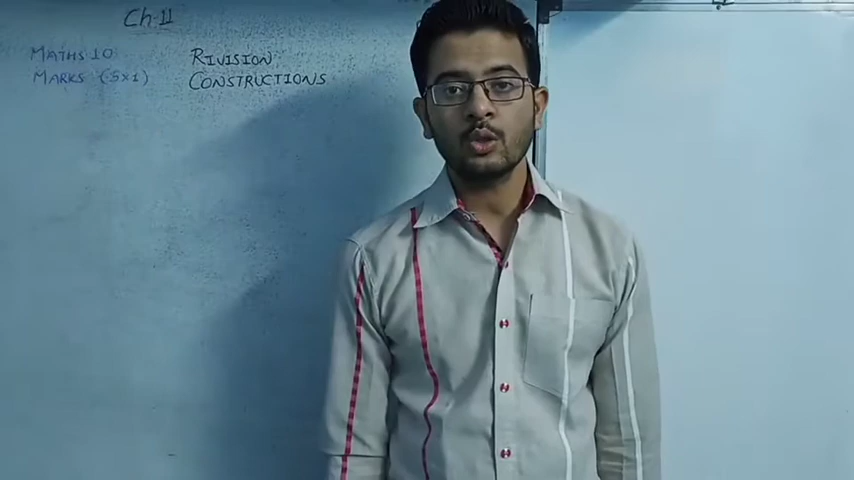 Ch-11
MATHS 10
MARKS (5x1)
RIVISION
CONSTRUCTIONS